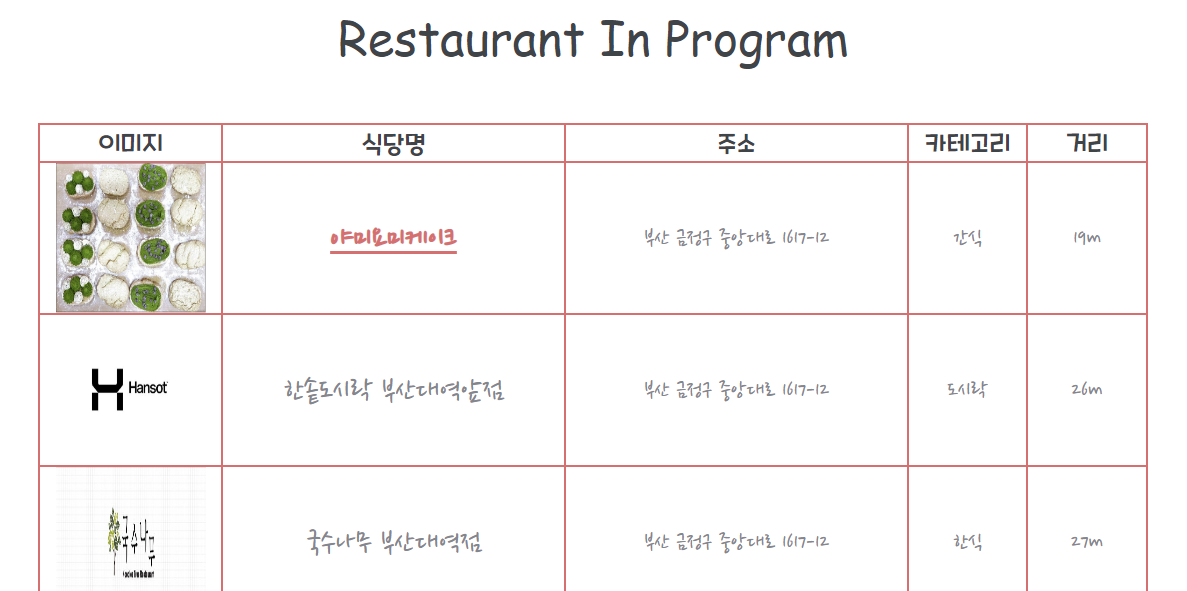 Restaurant In Program
이미지 식당명 주소 카테고리 거리
야미요미케이크 부산 금정구 중앙대로 1617-12 간식 19m
Hansot 한솥도시락 부산대역앞점 부산 금정구 중앙대로 1617-12 도시락 26m
국수나무 국수나무 부산대역점 부산 금정구 중앙대로 1617-12 한식 27m